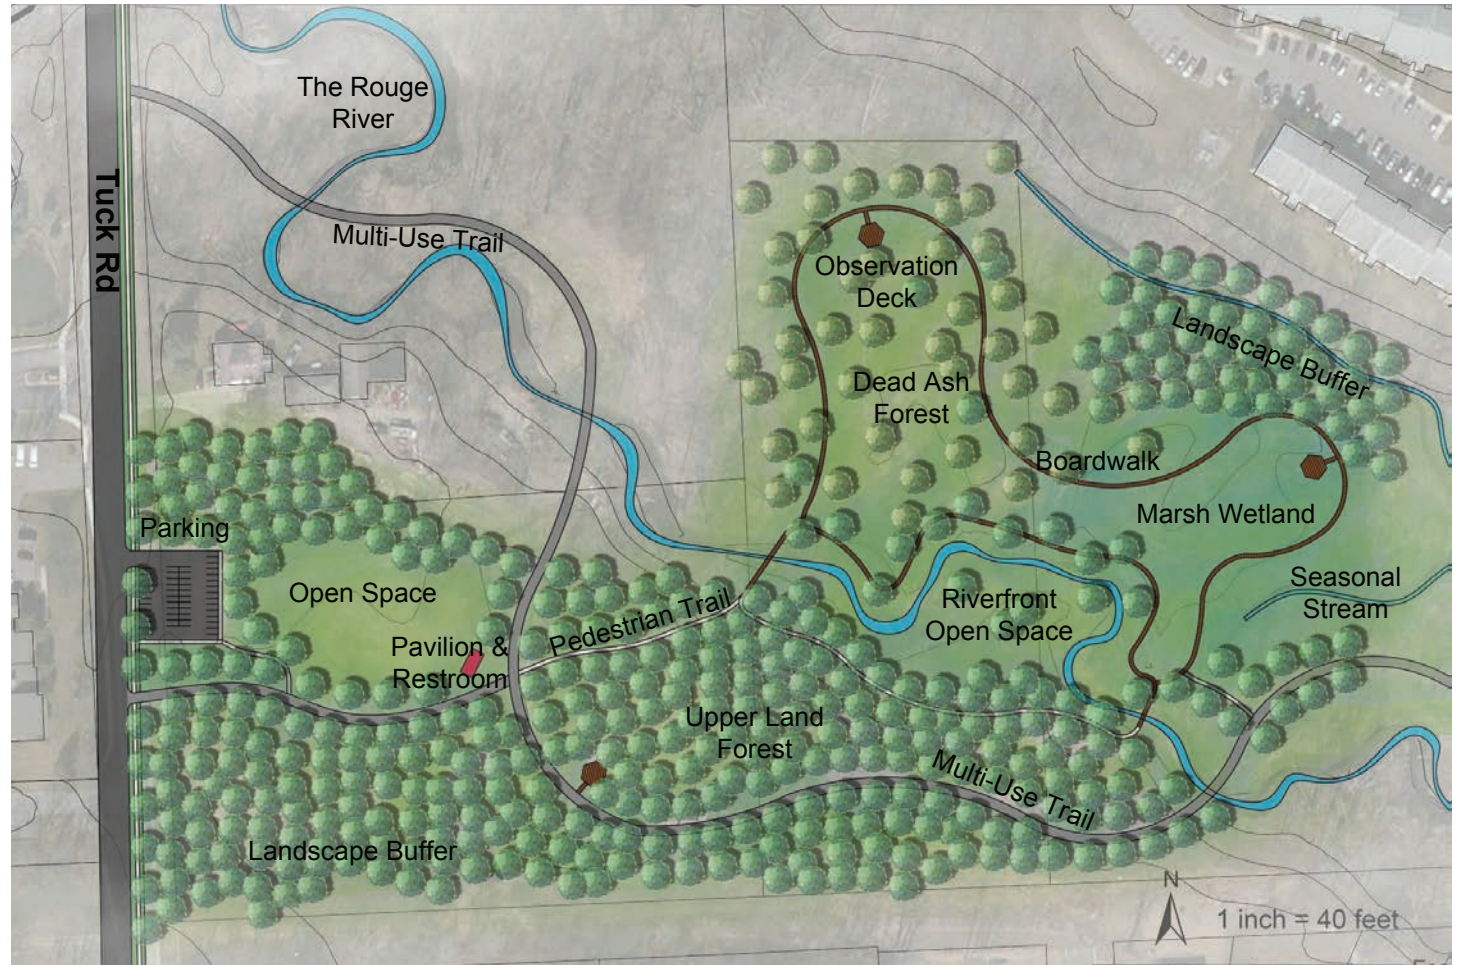 The Rouge
River
Multi-Use Trail
Tuck Rd
Observation
Deck
Landscape Buffer
Dead Ash
Forest
Boardwalk
Marsh Wetland
Parking
Open Space
Seasonal
Stream
Riverfront
Open Space
Pedestrian Trail
Pavilion &
Restroom
Upper Land
Forest
Multi-Use Trail
Landscape Buffer
N
1 inch = 40 feet